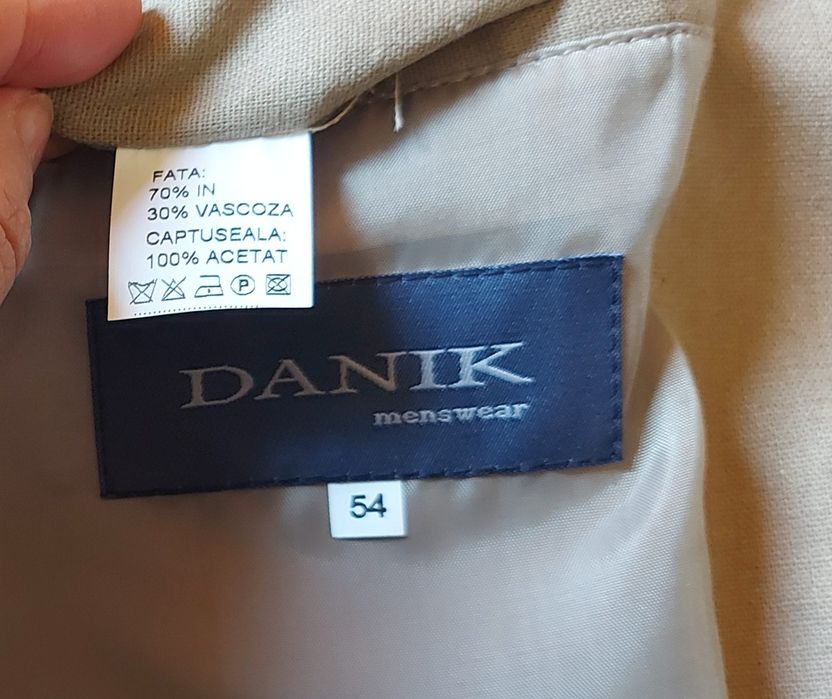 FATA:
70% IN
30% VASCOZA
CAPTUSEALA:
100% ACETAT
P
DANIK
menswear
54